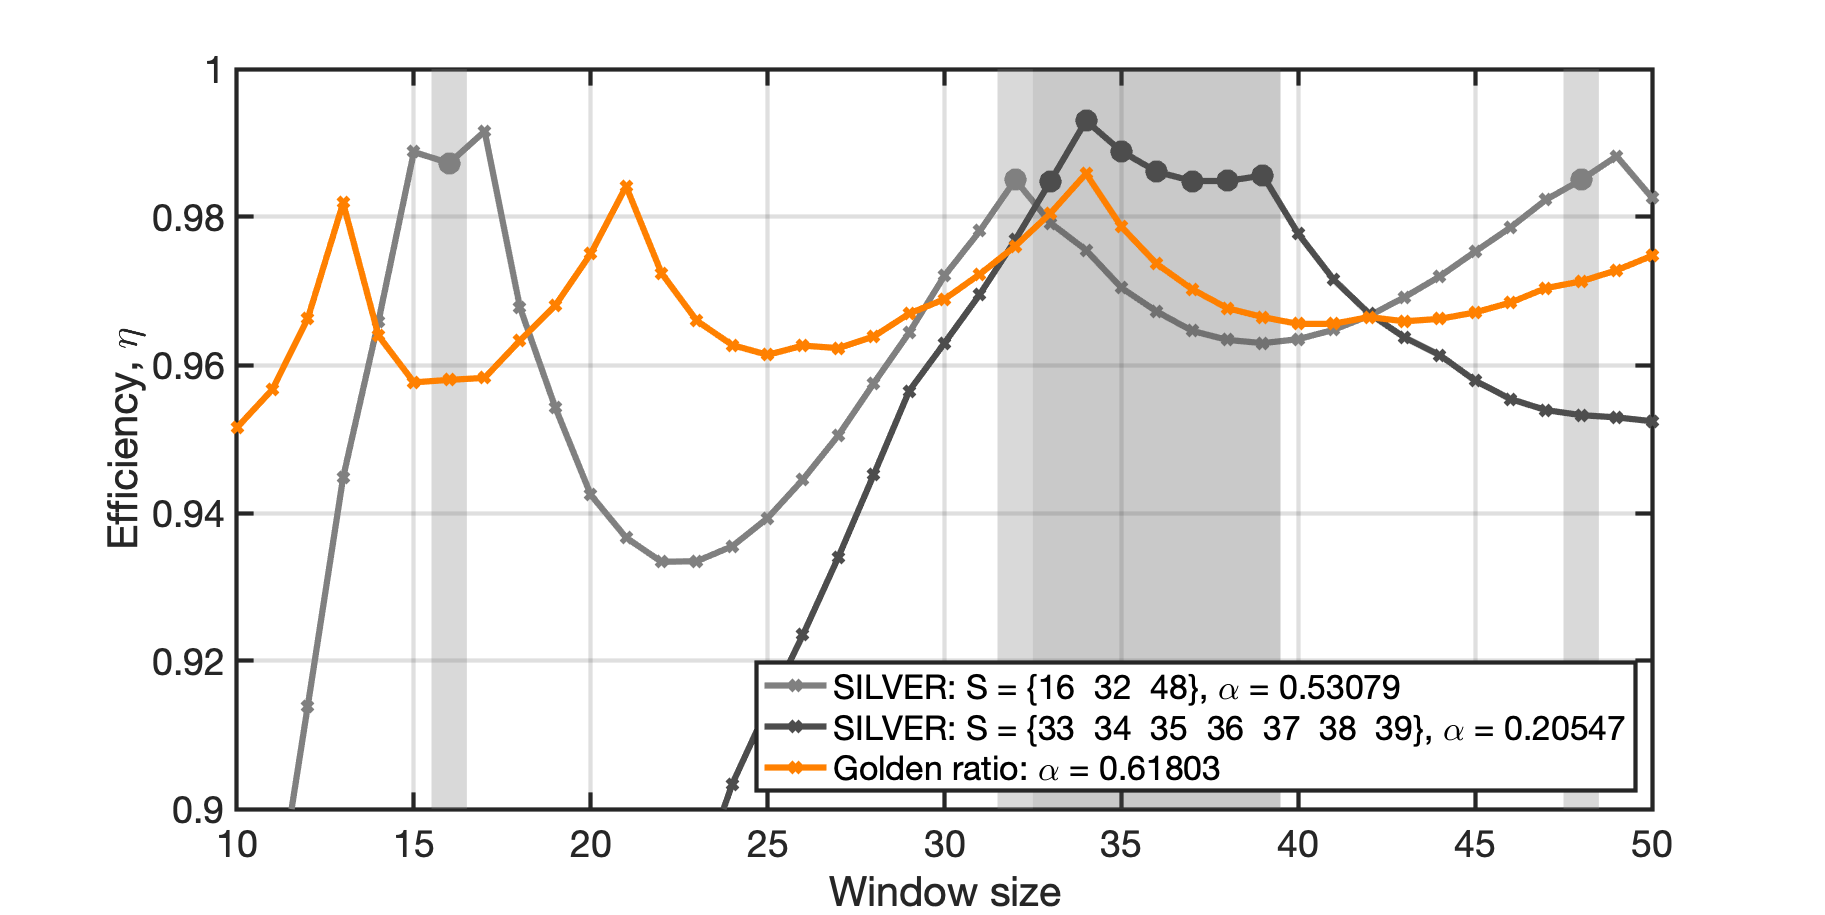 1
0.98
0.96
0.94
0.92
0.9
Efficiency, η
10 15 20 25 30 35 40 45 50
Window size
SILVER: S = {16 32 48}, α = 0.53079
SILVER: S = {33 34 35 36 37 38 39}, α = 0.20547
Golden ratio: α = 0.61803